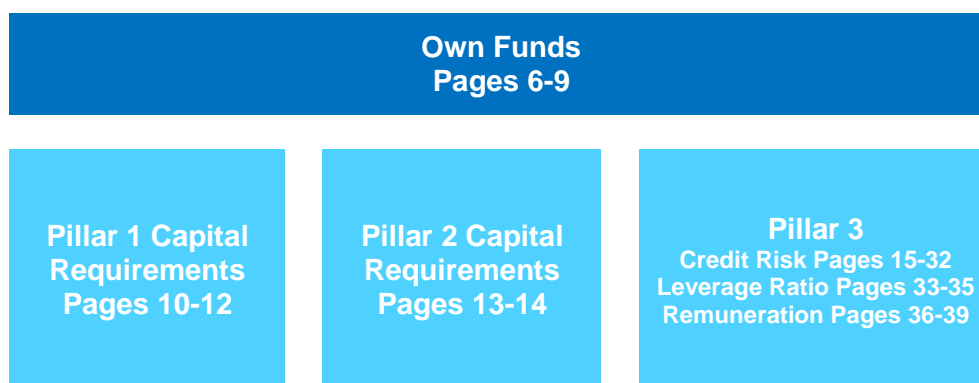 Own Funds
Pages 6-9
Pillar 1 Capital
Requirements
Pages 10-12
Pillar 2 Capital
Requirements
Pages 13-14
Pillar 3
Credit Risk Pages 15-32
Leverage Ratio Pages 33-35
Remuneration Pages 36-39